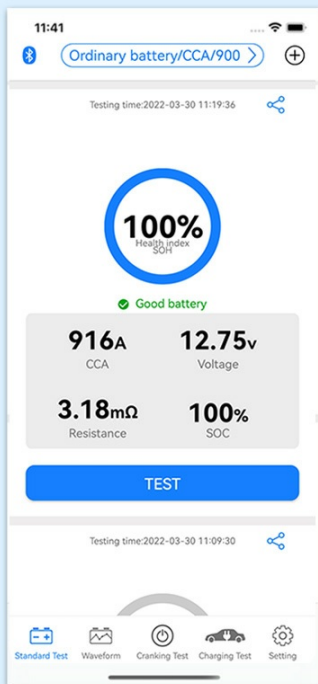 11:41
Ordinary battery/CCA/900
Testing time:2022-03-30 11:19:36
100%
Health index
SOH
Good battery
916A 12.75v
CCA Voltage
3.18mΩ 100%
Resistance SOC
TEST
Testing time:2022-03-30 11:09:30
Standard Test Waveform Cranking Test Charging Test Setting